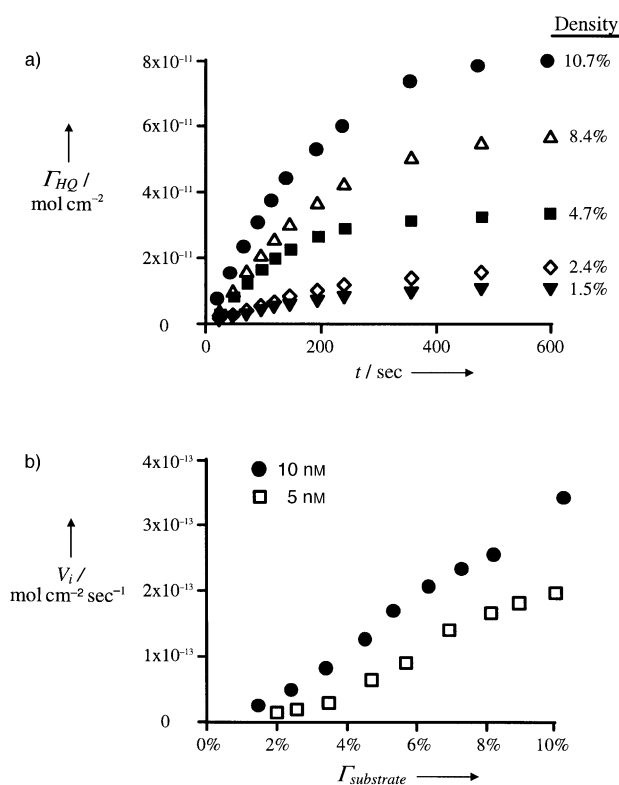 Density
a)
8x10⁻¹¹
10.7%
6x10⁻¹¹
8.4%
Γ_HQ /
mol cm⁻²
4x10⁻¹¹
4.7%
2x10⁻¹¹
2.4%
1.5%
0
0 200 400 600
t / sec
b)
4x10⁻¹³
10 nM
5 nM
3x10⁻¹³
V_i /
mol cm⁻² sec⁻¹
2x10⁻¹³
1x10⁻¹³
0
0% 2% 4% 6% 8% 10%
Γ_substrate